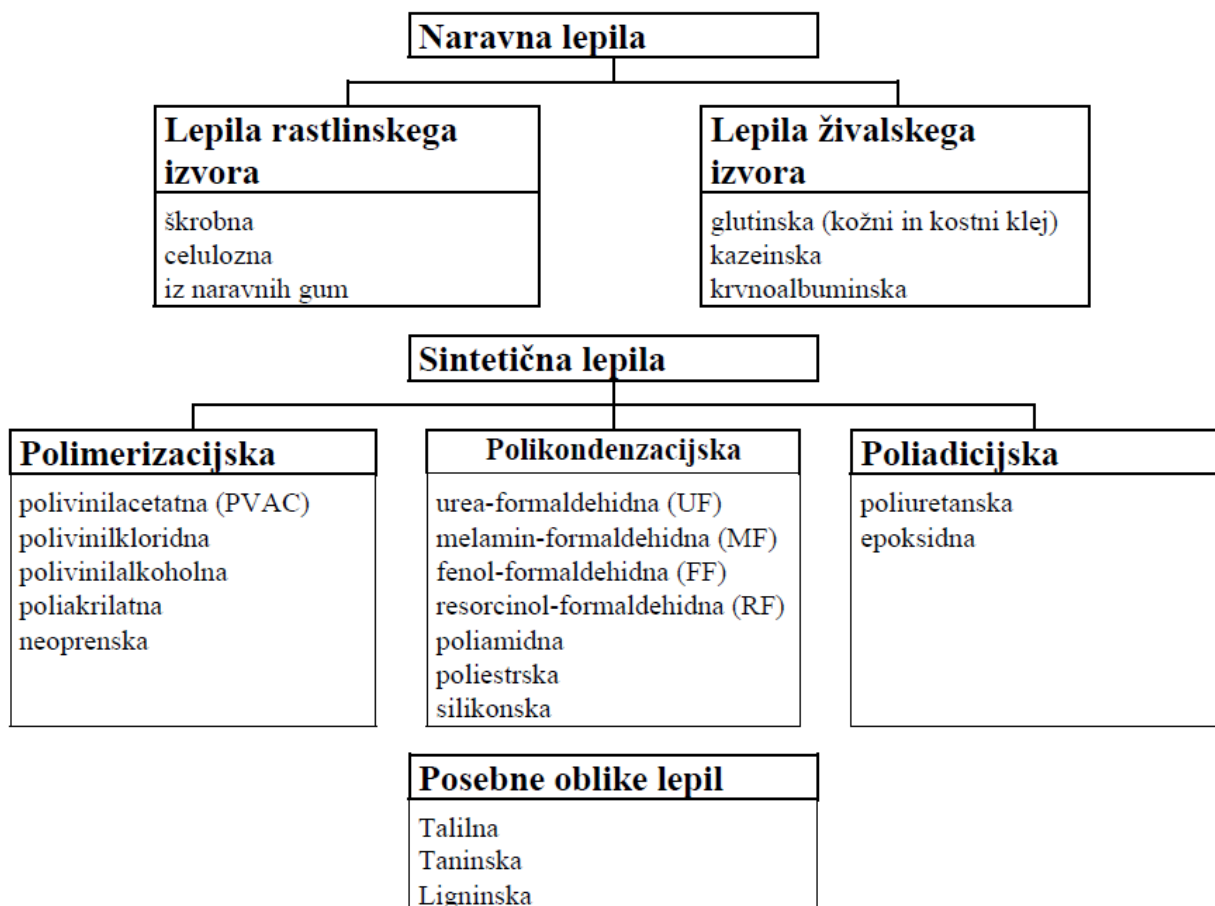 Naravna lepila
Lepila rastlinskega
izvora
škrobna
celulozna
iz naravnih gum
Lepila živalskega
izvora
glutinska (kožni in kostni klej)
kazeinska
krvnoalbuminska
Sintetična lepila
Polimerizacijska
polivinilacetatna (PVAC)
polivinilkloridna
polivinilalkoholna
poliakrilatna
neoprenska
Polikondenzacijska
urea-formaldehidna (UF)
melamin-formaldehidna (MF)
fenol-formaldehidna (FF)
resorcinol-formaldehidna (RF)
poliamidna
poliestrska
silikonska
Poliadicijska
poliuretanska
epoksidna
Posebne oblike lepil
Talilna
Taninska
Ligninska